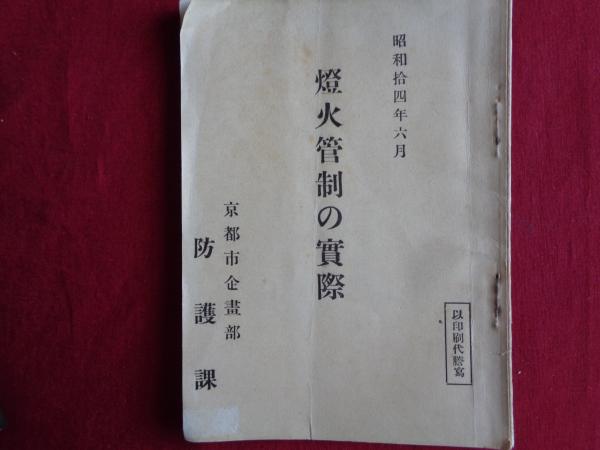 昭和拾四年六月
燈火管制の實際
京都市企畫部
防護課
以印刷代謄寫